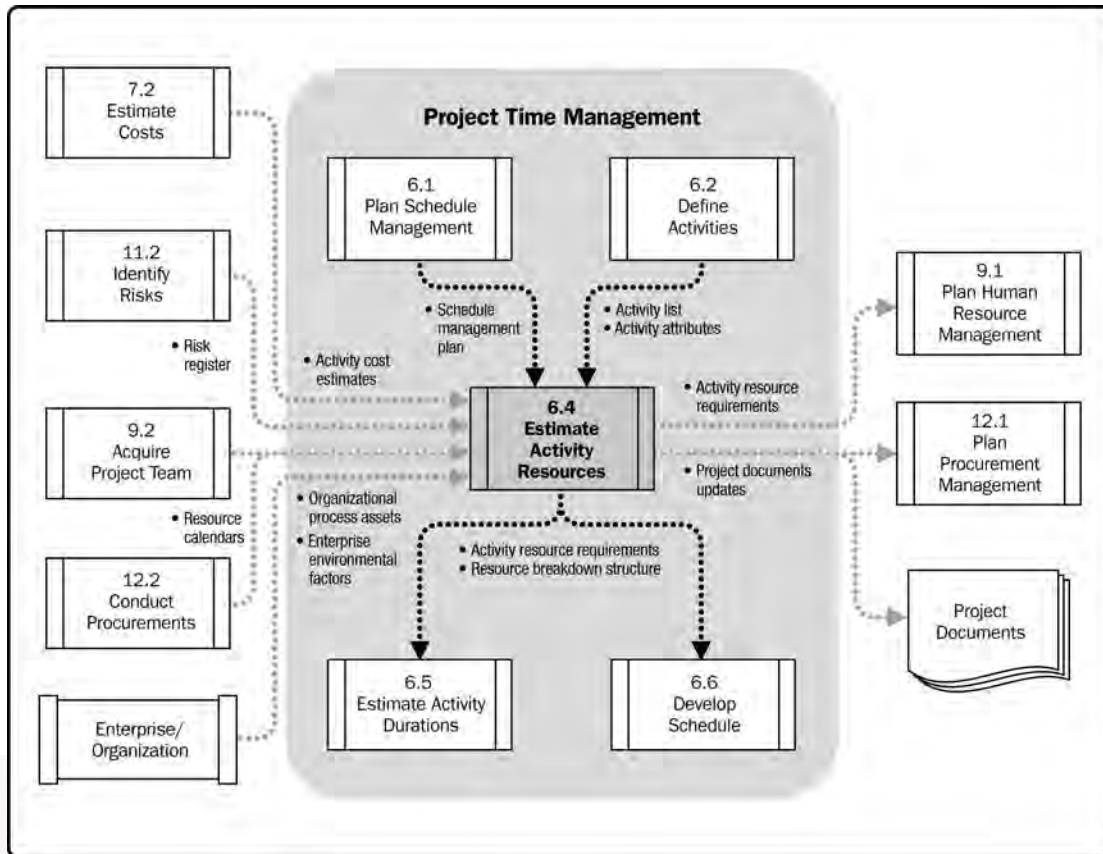 7.2
Estimate
Costs
11.2
Identify
Risks
• Risk
register
9.2
Acquire
Project Team
• Resource
calendars
12.2
Conduct
Procurements
Enterprise/
Organization
Project Time Management
6.1
Plan Schedule
Management
6.2
Define
Activities
• Schedule
management
plan
• Activity list
• Activity attributes
• Activity cost
estimates
6.4
Estimate
Activity
Resources
• Activity resource
requirements
• Project documents
updates
• Organizational
process assets
• Enterprise
environmental
factors
• Activity resource requirements
• Resource breakdown structure
6.5
Estimate Activity
Durations
6.6
Develop
Schedule
9.1
Plan Human
Resource
Management
12.1
Plan
Procurement
Management
Project
Documents